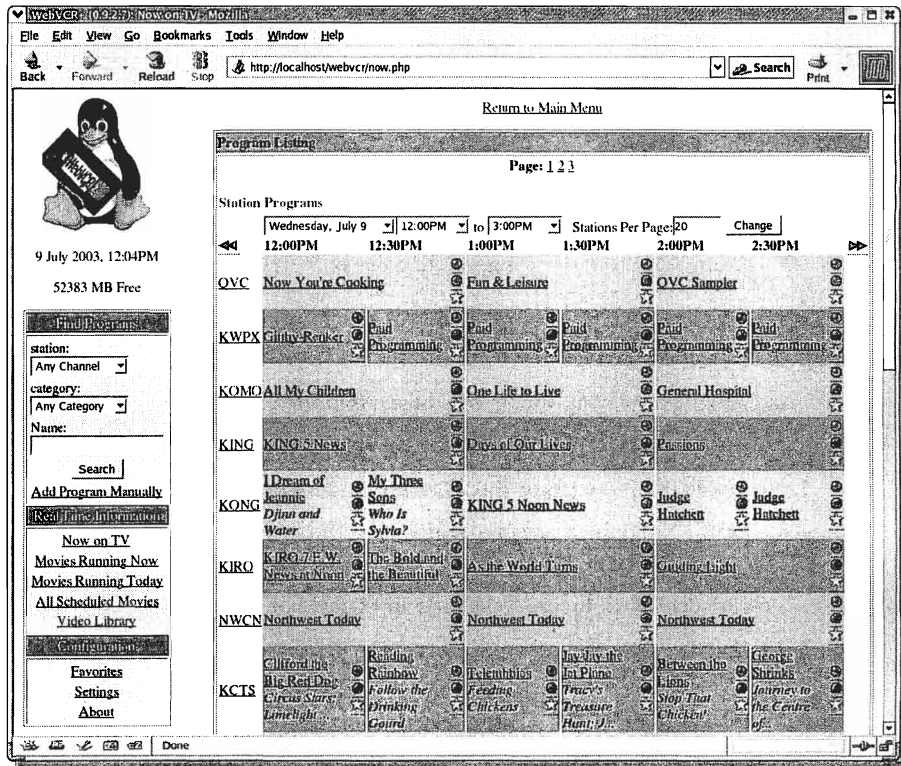 WebVCR (0.9.2.7): Now on TV - Mozilla
File Edit View Go Bookmarks Tools Window Help
Back Forward Reload Stop http://localhost/webvcr/now.php Search Print
Return to Main Menu
Program Listing
Page: 1 2 3
Station Programs
Wednesday, July 9 12:00PM to 3:00PM Stations Per Page: 20 Change
12:00PM 12:30PM 1:00PM 1:30PM 2:00PM 2:30PM
QVC Now You're Cooking Fun & Leisure QVC Sampler
KWPX Guthy-Renker Paid Programming Paid Programming Paid Programming Paid Programming Paid Programming
KOMO All My Children One Life to Live General Hospital
KING KING 5 News Days of Our Lives Passions
KONG I Dream of Jeannie Djinn and Water My Three Sons Who Is Sylvia? KING 5 Noon News Judge Hatchett Judge Hatchett
KIRO KIRO 7 E.W. News at Noon The Bold and the Beautiful As the World Turns Guiding Light
NWCN Northwest Today Northwest Today Northwest Today
KCTS Clifford the Big Red Dog Circus Stars; Limelight... Reading Rainbow Follow the Drinking Gourd Teletubbies Feeding Chickens Jay Jay the Jet Plane Tracy's Treasure Hunt; J... Between the Lions Stop That Chicken! George Shrinks Journey to the Centre of...
WebVCR
9 July 2003, 12:04PM
52383 MB Free
Find Programs
station:
Any Channel
category:
Any Category
Name:
Search
Add Program Manually
Real Time Information
Now on TV
Movies Running Now
Movies Running Today
All Scheduled Movies
Video Library
Configuration
Favorites
Settings
About
Done